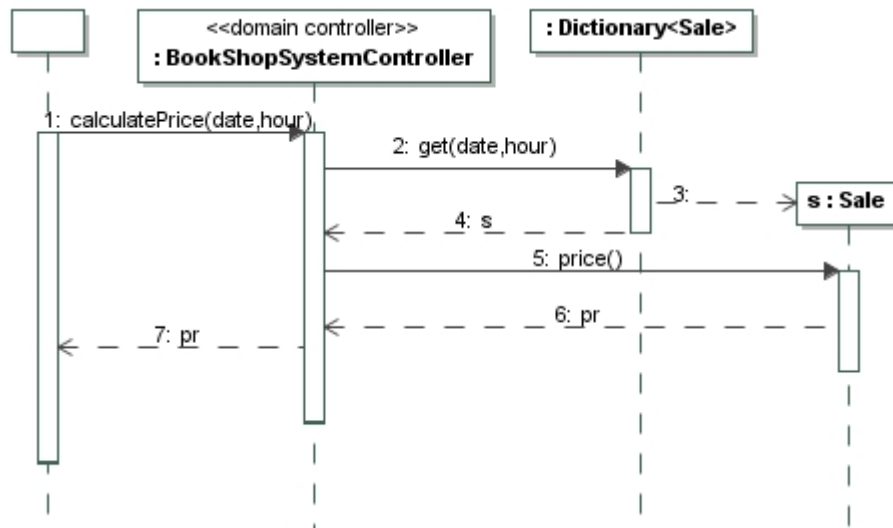 <<domain controller>>
: BookShopSystemController
: Dictionary<Sale>
1: calculatePrice(date,hour)
2: get(date,hour)
3:
s : Sale
4: s
5: price()
6: pr
7: pr